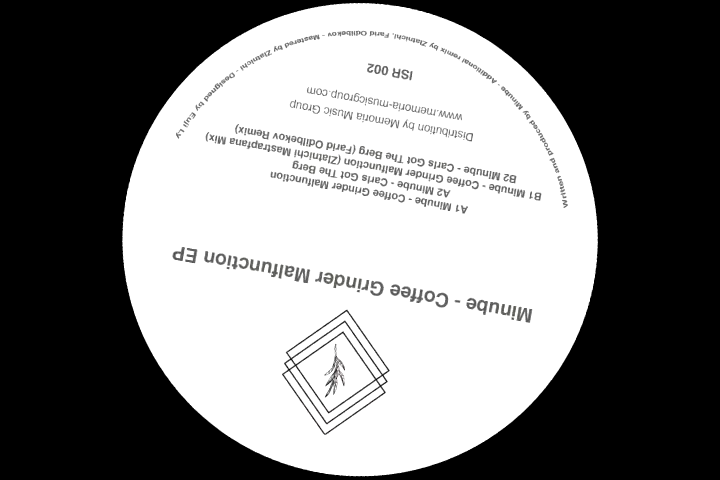 Minube - Coffee Grinder Malfunction EP
A1 Minube - Coffee Grinder Malfunction
A2 Minube - Carls Got The Berg
B1 Minube - Coffee Grinder Malfunction (Zlatnichi Mastrapfana Mix)
B2 Minube - Carls Got The Berg (Farid Odilbekov Remix)
Distribution by Memoria Music Group
www.memoria-musicgroup.com
ISR 002
Written and produced by Minube - Additional remix by Zlatnichi, Farid Odilbekov - Mastered by Zlatnichi - Designed by Euji Ly